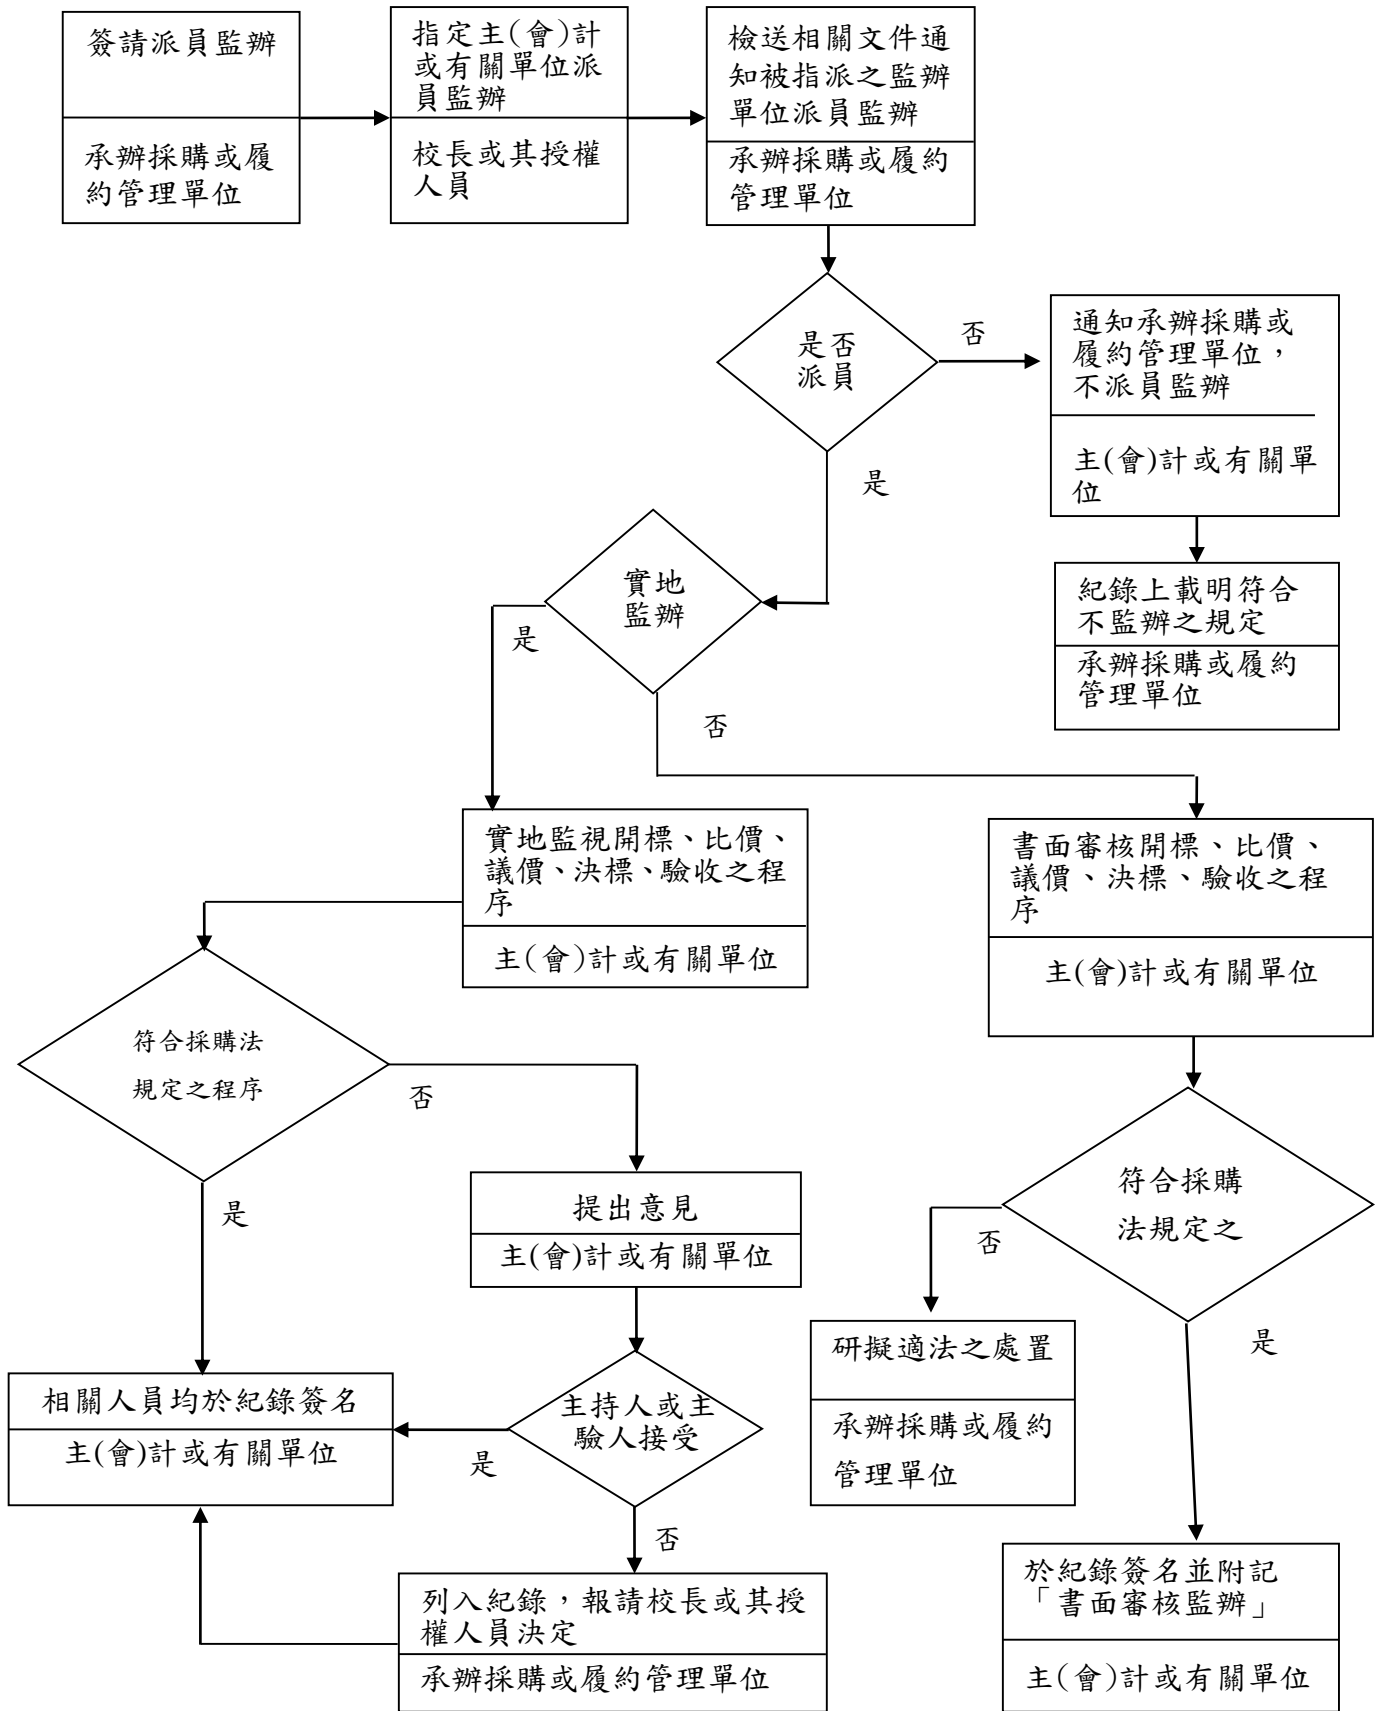 簽請派員監辦
承辦採購或履
約管理單位
指定主(會)計
或有關單位派
員監辦
校長或其授權
人員
檢送相關文件通
知被指派之監辦
單位派員監辦
承辦採購或履約
管理單位
是否
派員
否
是
通知承辦採購或
履約管理單位，
不派員監辦
主(會)計或有關單
位
紀錄上載明符合
不監辦之規定
承辦採購或履約
管理單位
實地
監辦
是
否
實地監視開標、比價、
議價、決標、驗收之程
序
主(會)計或有關單位
書面審核開標、比價、
議價、決標、驗收之程
序
主(會)計或有關單位
符合採購法
規定之程序
否
是
提出意見
主(會)計或有關單位
符合採購
法規定之
否
是
研擬適法之處置
承辦採購或履約
管理單位
相關人員均於紀錄簽名
主(會)計或有關單位
主持人或主
驗人接受
是
否
列入紀錄，報請校長或其授
權人員決定
承辦採購或履約管理單位
於紀錄簽名並附記
「書面審核監辦」
主(會)計或有關單位